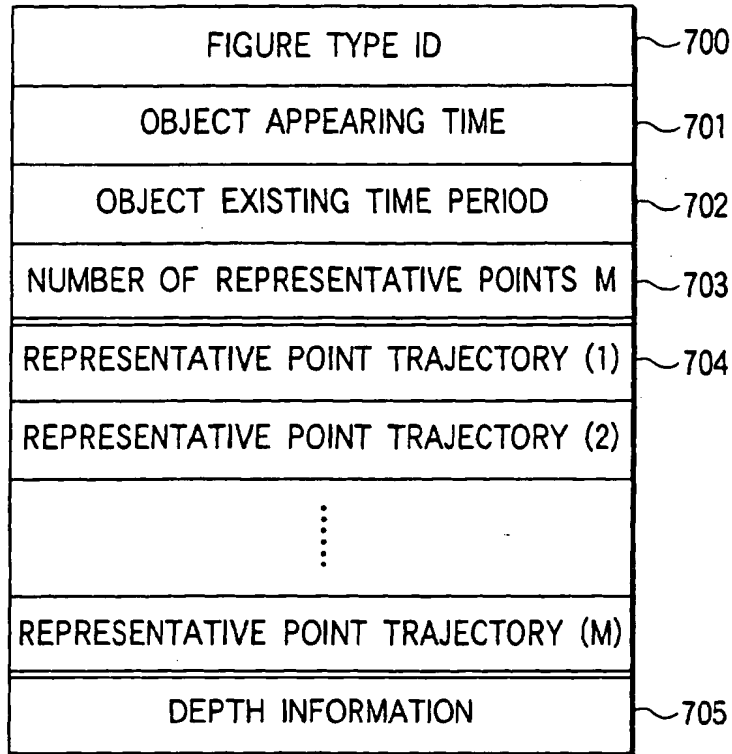 FIGURE TYPE ID 700
OBJECT APPEARING TIME 701
OBJECT EXISTING TIME PERIOD 702
NUMBER OF REPRESENTATIVE POINTS M 703
REPRESENTATIVE POINT TRAJECTORY (1) 704
REPRESENTATIVE POINT TRAJECTORY (2)
REPRESENTATIVE POINT TRAJECTORY (M)
DEPTH INFORMATION 705